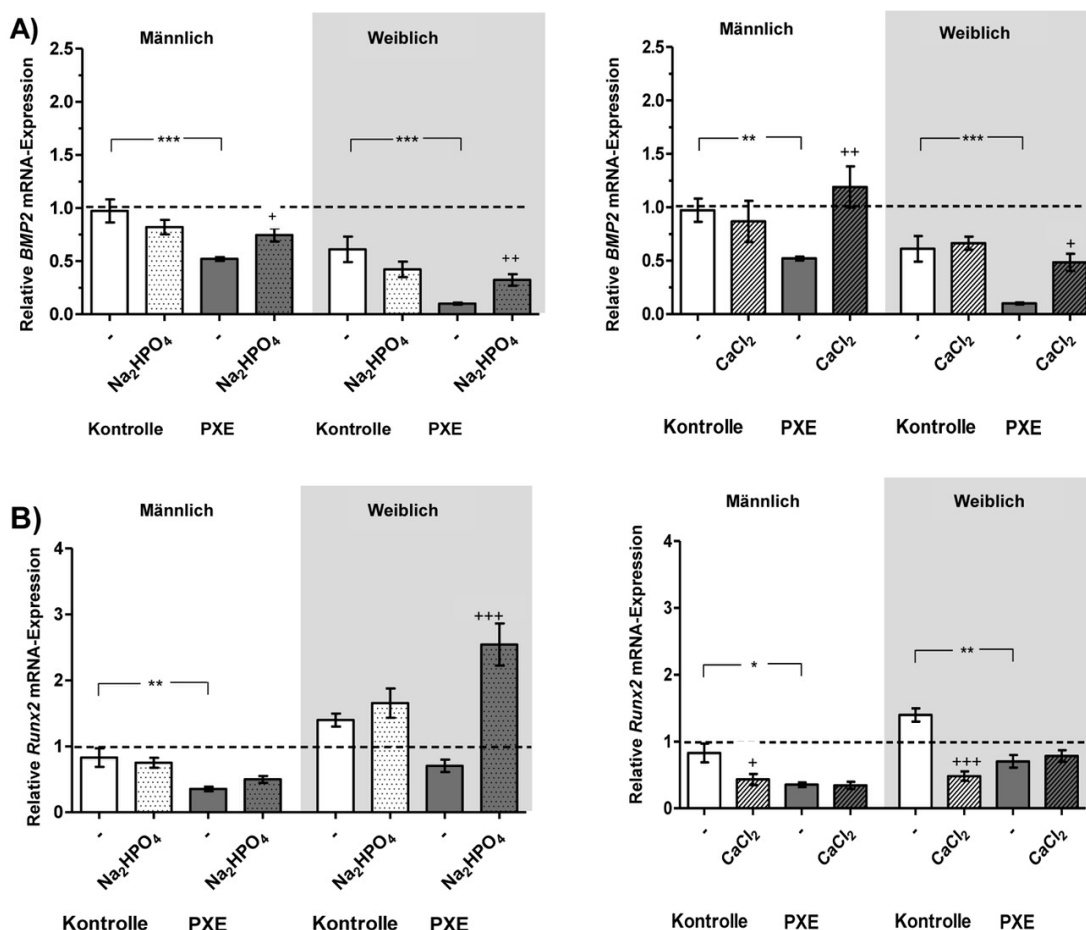 A)
Männlich
Weiblich
Relative BMP2 mRNA-Expression
2.5
2.0
1.5
1.0
0.5
0.0
***
***
+
++
-
Na2HPO4
-
Na2HPO4
-
Na2HPO4
-
Na2HPO4
Kontrolle
PXE
Kontrolle
PXE
Männlich
Weiblich
Relative BMP2 mRNA-Expression
2.5
2.0
1.5
1.0
0.5
0.0
**
***
++
+
-
CaCl2
-
CaCl2
-
CaCl2
-
CaCl2
Kontrolle
PXE
Kontrolle
PXE
B)
Männlich
Weiblich
Relative Runx2 mRNA-Expression
4
3
2
1
0
**
+++
-
Na2HPO4
-
Na2HPO4
-
Na2HPO4
-
Na2HPO4
Kontrolle
PXE
Kontrolle
PXE
Männlich
Weiblich
Relative Runx2 mRNA-Expression
4
3
2
1
0
*
**
+
+++
-
CaCl2
-
CaCl2
-
CaCl2
-
CaCl2
Kontrolle
PXE
Kontrolle
PXE